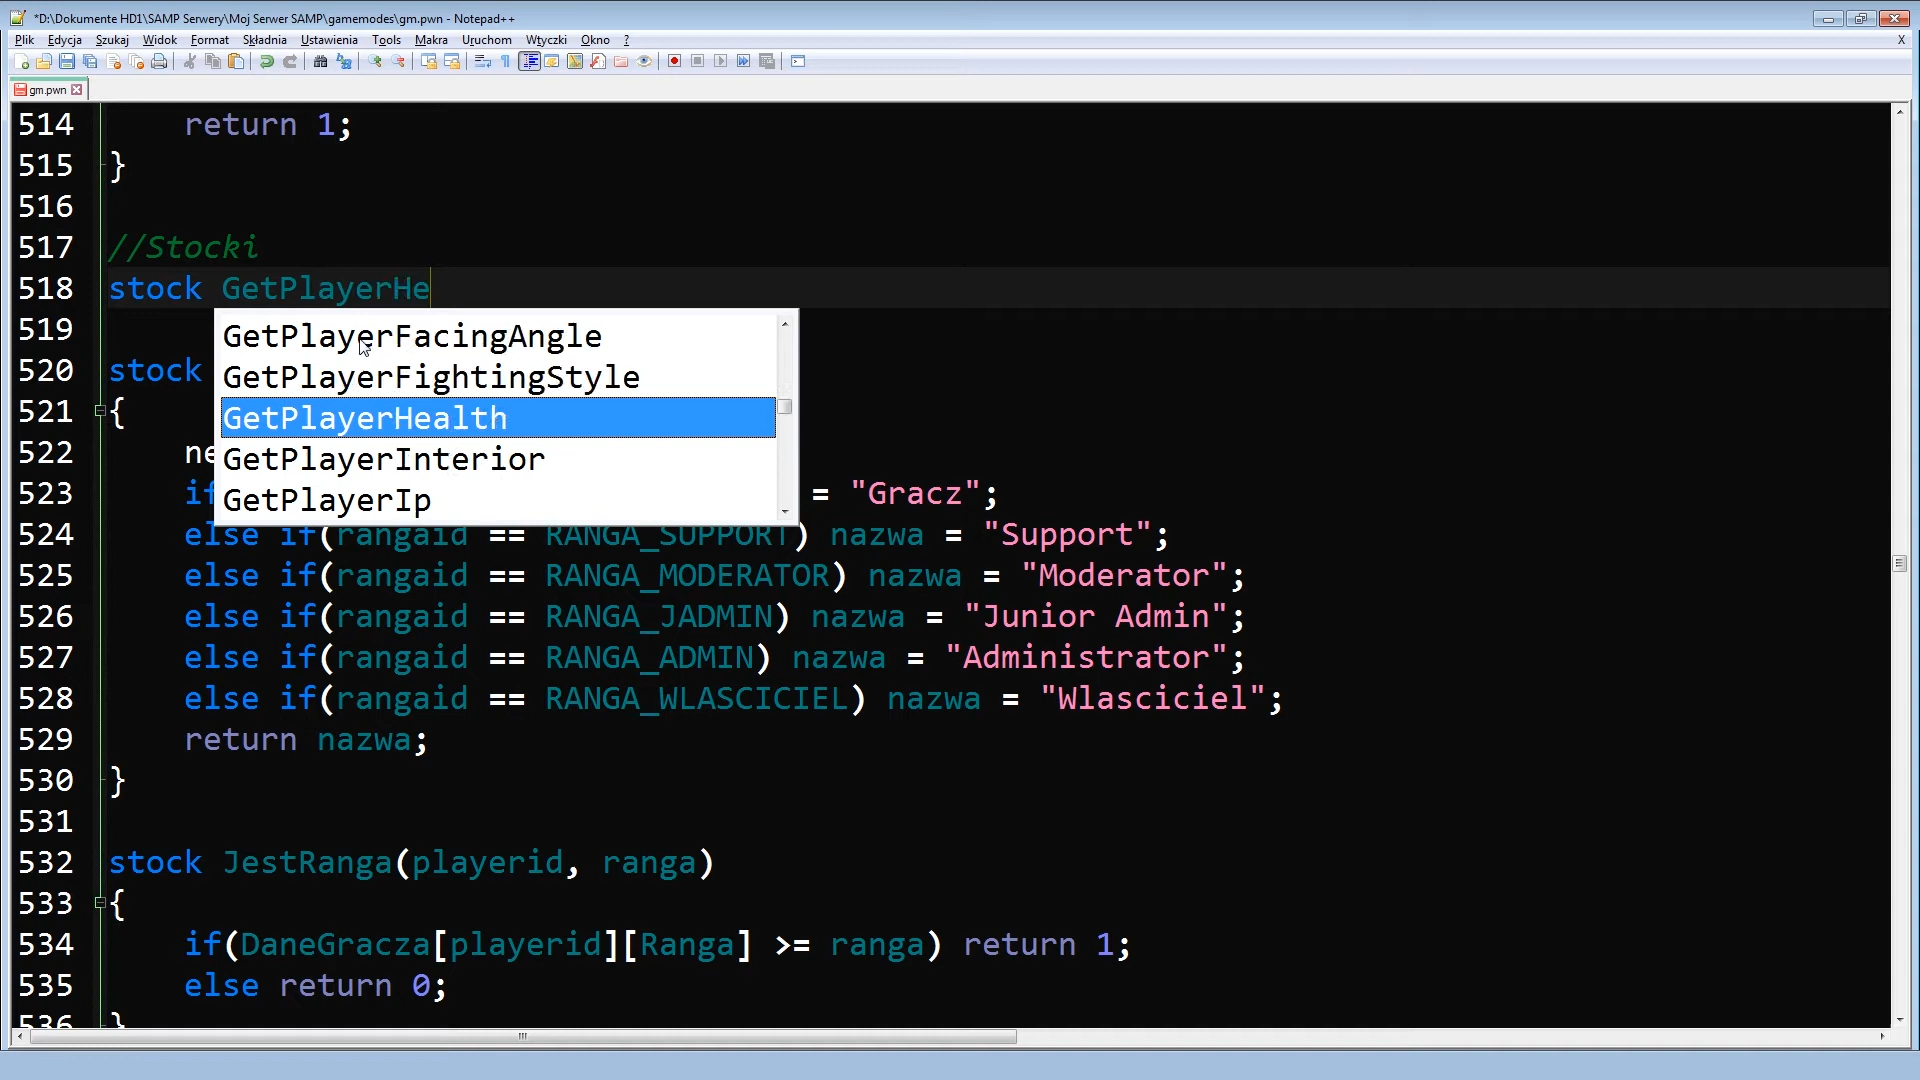 *D:\Dokumente HD1\SAMP Serwery\Moj Serwer SAMP\gamemodes\gm.pwn - Notepad++
Plik Edycja Szukaj Widok Format Składnia Ustawienia Tools Makra Uruchom Wtyczki Okno ? X
gm.pwn
514 return 1;
515 }
516
517 //Stocki
518 stock GetPlayerHe
519 GetPlayerFacingAngle
520 stock GetPlayerFightingStyle
521 { GetPlayerHealth
522 ne GetPlayerInterior
523 if GetPlayerIp = "Gracz";
524 else if(rangaid == RANGA_SUPPORT) nazwa = "Support";
525 else if(rangaid == RANGA_MODERATOR) nazwa = "Moderator";
526 else if(rangaid == RANGA_JADMIN) nazwa = "Junior Admin";
527 else if(rangaid == RANGA_ADMIN) nazwa = "Administrator";
528 else if(rangaid == RANGA_WLASCICIEL) nazwa = "Wlasciciel";
529 return nazwa;
530 }
531
532 stock JestRanga(playerid, ranga)
533 {
534 if(DaneGracza[playerid][Ranga] >= ranga) return 1;
535 else return 0;
536 }